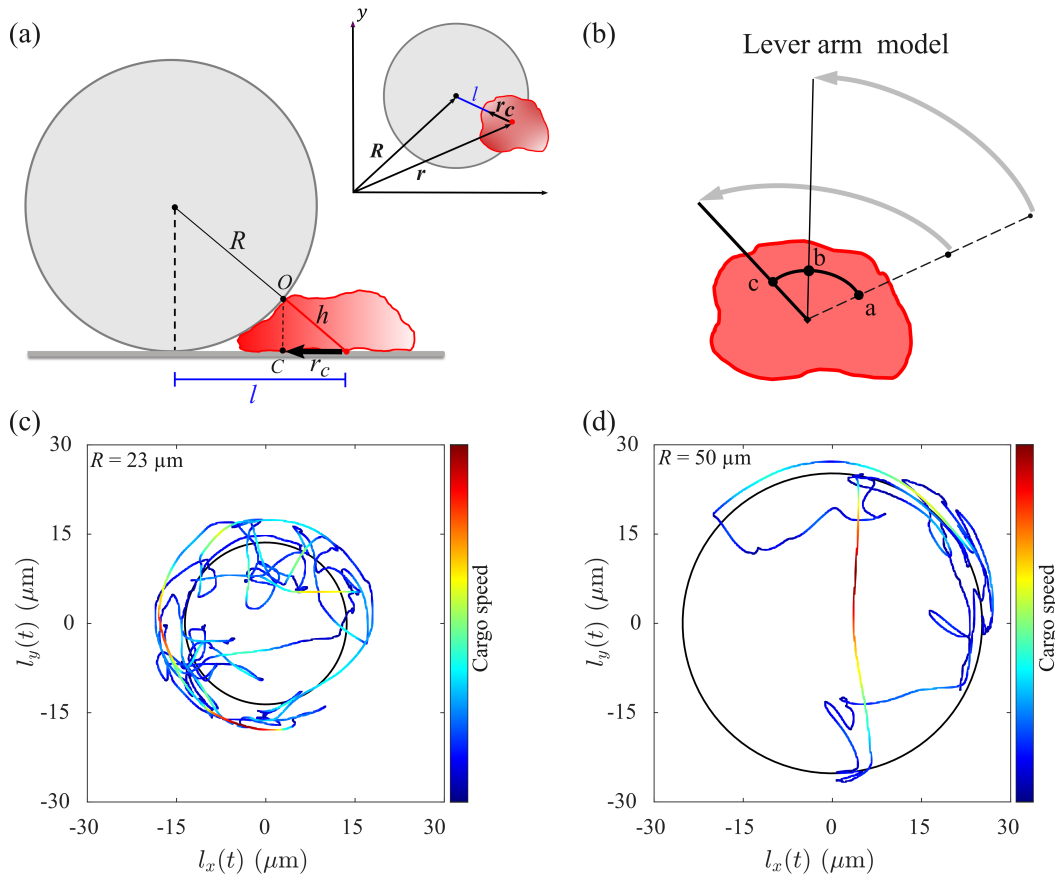 (a)
y
l
r_c
R
r
R
O
h
C
r_c
l
(b)
Lever arm model
b
c
a
(c)
R = 23 µm
30
15
0
-15
-30
-30
-15
0
15
30
l_y(t) (µm)
l_x(t) (µm)
Cargo speed
(d)
R = 50 µm
30
15
0
-15
-30
-30
-15
0
15
30
l_y(t) (µm)
l_x(t) (µm)
Cargo speed